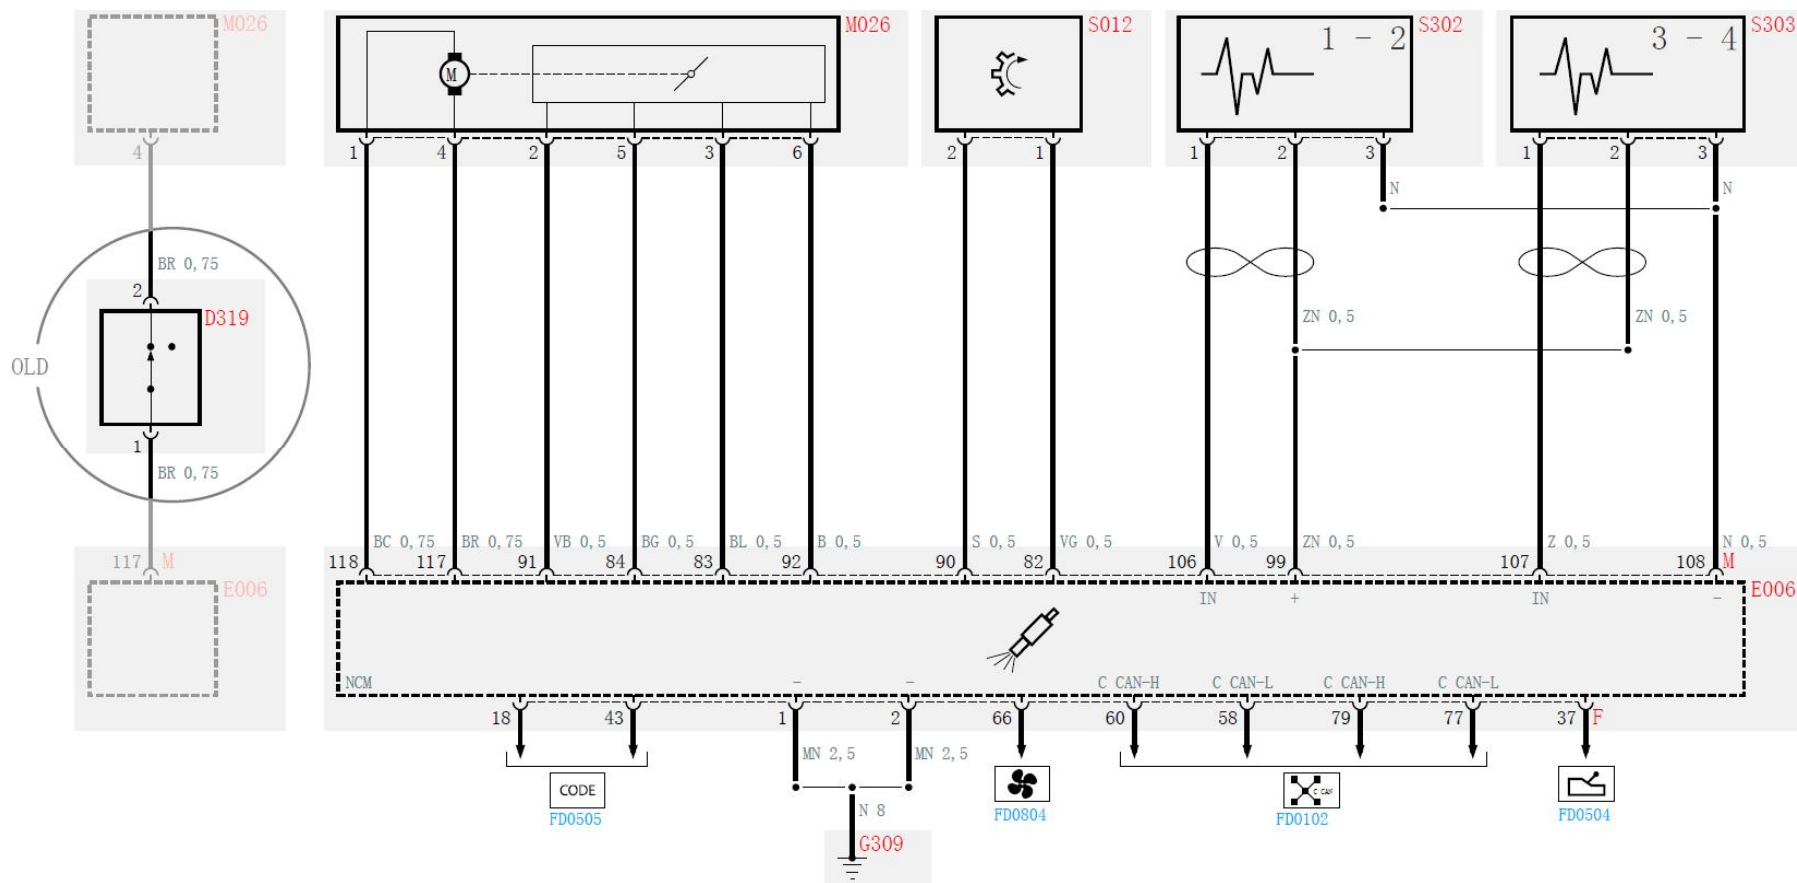 M026 M026 S012 S302 S303
1 - 2 3 - 4
M
4 1 4 2 5 3 6 2 1 1 2 3 1 2 3
N N
BR 0,75
2
D319
ZN 0,5 ZN 0,5
OLD
1
BR 0,75
BC 0,75 BR 0,75 VB 0,5 BG 0,5 BL 0,5 B 0,5 S 0,5 VG 0,5 V 0,5 ZN 0,5 Z 0,5 N 0,5
117 M 118 117 91 84 83 92 90 82 106 99 107 108 M
E006 E006
IN + IN -
NCM - - C CAN-H C CAN-L C CAN-H C CAN-L
18 43 1 2 66 60 58 79 77 37 F
MN 2,5 MN 2,5
CODE C CAN
FD0505 FD0804 FD0102 FD0504
N 8
G309